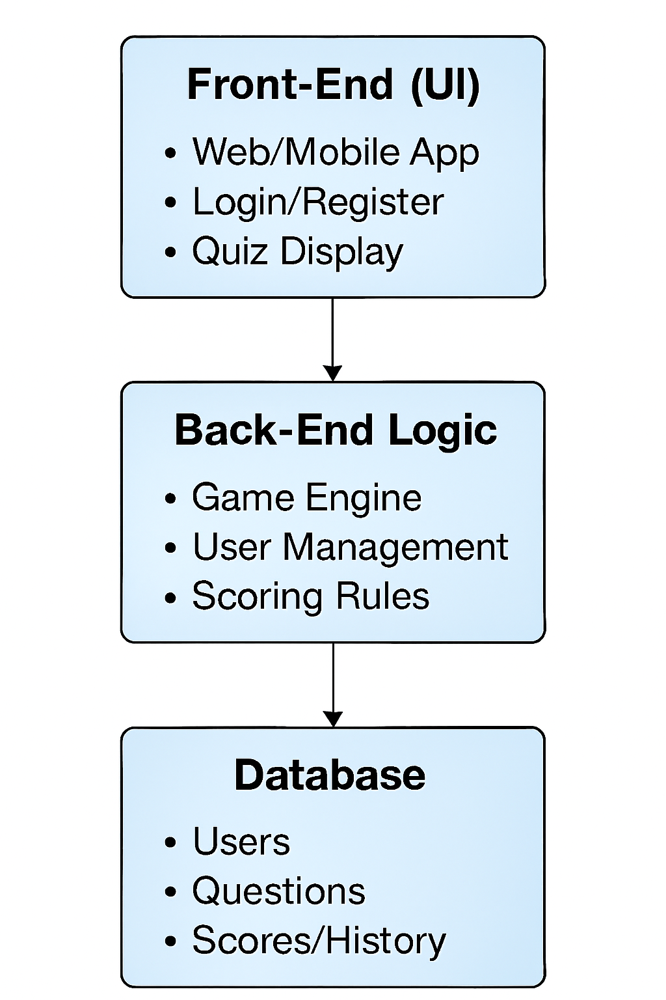 Front-End (UI)
• Web/Mobile App
• Login/Register
• Quiz Display
Back-End Logic
• Game Engine
• User Management
• Scoring Rules
Database
• Users
• Questions
• Scores/History